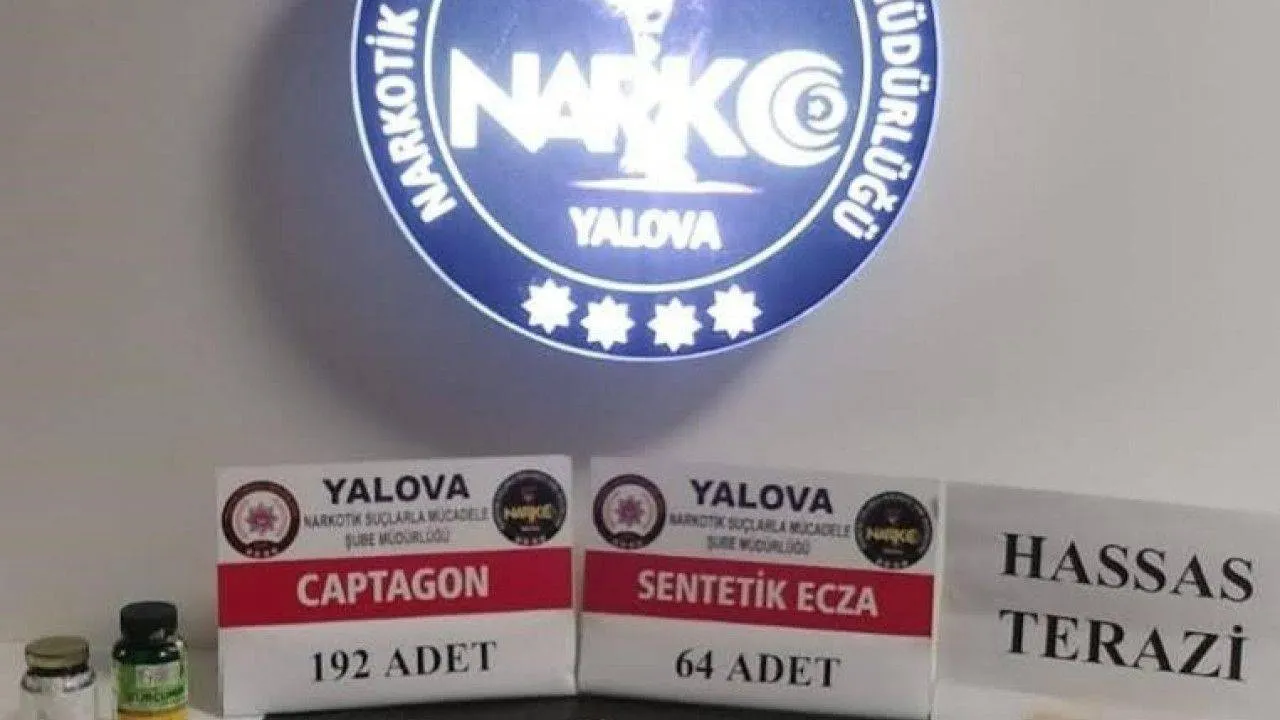 NARKOTİK
MÜDÜRLÜĞÜ
NARKO
YALOVA
YALOVA
NARKOTİK SUÇLARLA MÜCADELE
ŞUBE MÜDÜRLÜĞÜ
NARKO
CAPTAGON
192 ADET
YALOVA
NARKOTİK SUÇLARLA MÜCADELE
ŞUBE MÜDÜRLÜĞÜ
NARKO
SENTETİK ECZA
64 ADET
HASSAS
TERAZİ